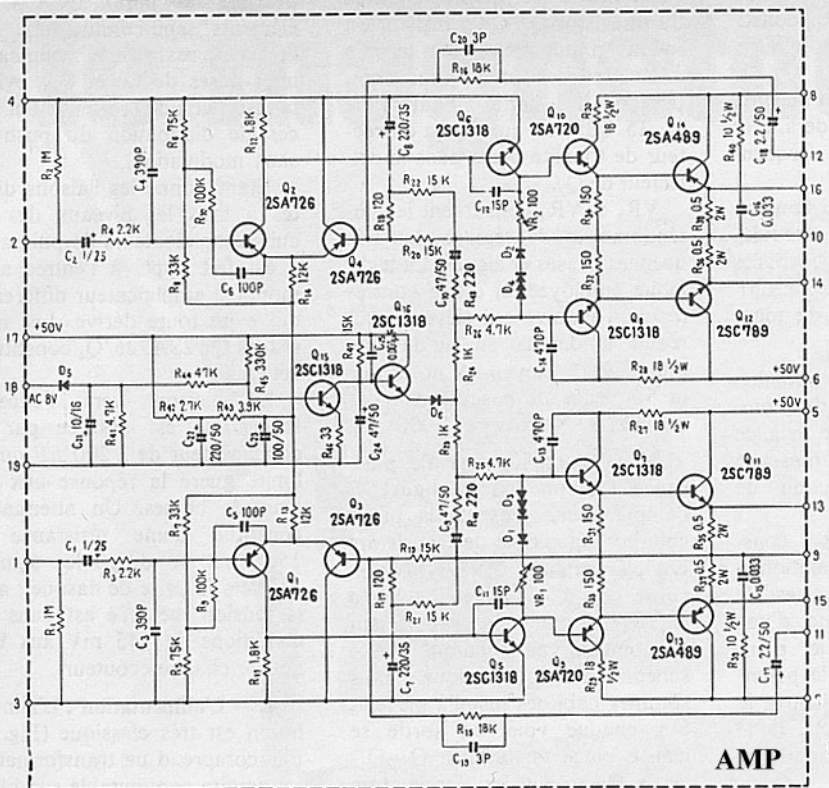 C20 3P
R16 18K
4
8
R2 1M
C4 390P
R8 75K
R12 1.8K
C8 220/35
Q6
2SC1318
Q10
2SA720
R30
18 ½W
Q14
2SA489
R40 10 ½W
C18 2.2/50
12
R10 100K
Q2
2SA726
R18 120
R22 15 K
C12 15P
VR2 100
R34 150
C16
0.033
16
2
R4 2.2K
C2 1/25
R20 15K
2W
10
R8 33K
C6 100P
Q4
2SA726
R14 12K
C10 47/50
220
D2
D4
R32 150
0.5
2W
14
17
+50V
R45 330K
Q16
2SC1318
15K
R26 4.7K
Q8
2SC1318
Q12
2SC789
Q15
2SC1318
C14 470P
R24 1K
18
AC 8V
D5
R44 47K
R28 18 ½W
+50V
6
C21 10/16
R41 4.7K
R42 2.7K
R43 3.9K
D6
C13 470P
R27 18 ½W
+50V
5
C22
220/50
C23
100/50
R46 33
C24 47/50
R23 1K
R25 4.7K
Q7
2SC1318
Q11
2SC789
19
C5 100P
Q3
2SA726
R13
12K
C9 47/50
220
D3
D1
R31 150
R35 0.5
2W
13
R7 33K
C1 1/25
R3 2.2K
R19 15K
9
1
R9 100K
Q1
2SA726
R17 120
R21 15 K
C11 15P
VR1 100
R33 150
R37 0.5
2W
C15 0.033
15
R1 1M
C3 390P
R5 75K
R11 1.8K
C7 220/35
Q5
2SC1318
Q9
2SA720
R29 18
½W
Q13
2SA489
R39 10 ½W
C17 2.2/50
11
3
R15 18K
C19 3P
AMP